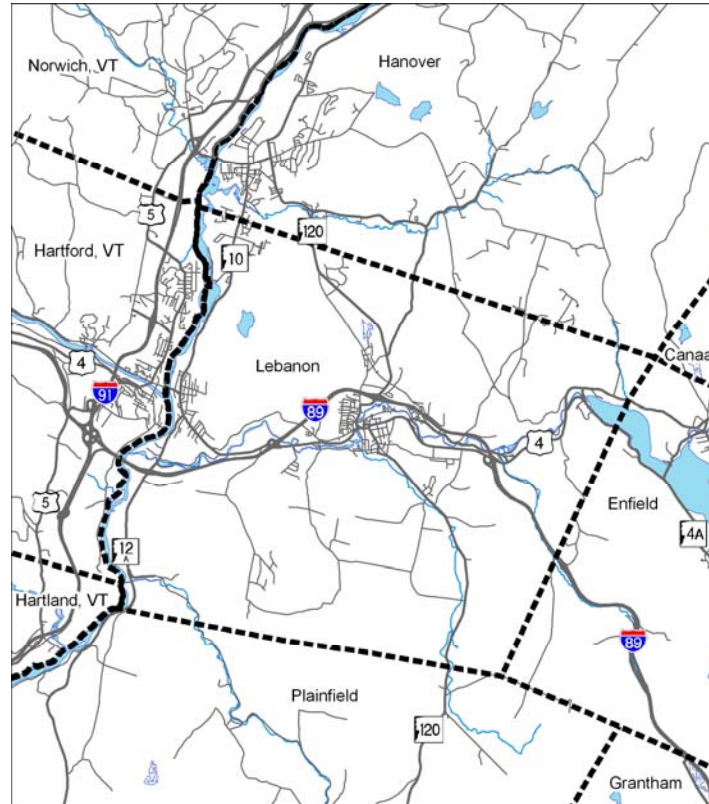 Norwich, VT
Hanover
5
120
Hartford, VT
10
4
Lebanon
Canaa
91
89
4
5
Enfield
4A
12
A
Hartland, VT
89
Plainfield
120
Grantham